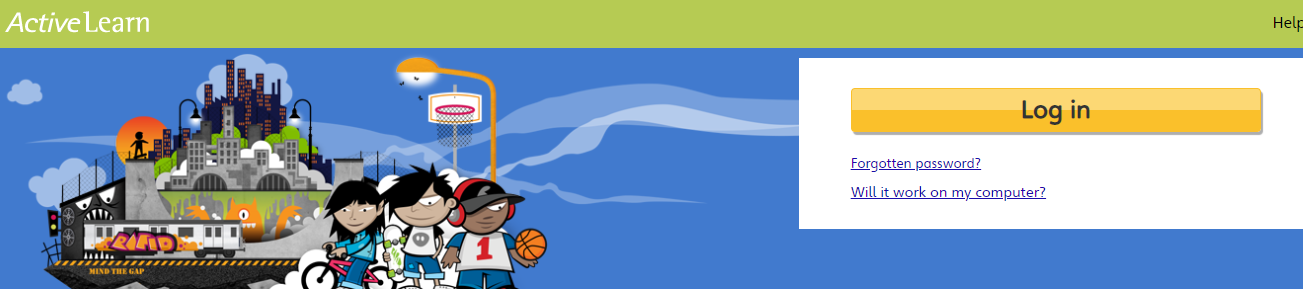 ActiveLearn
Help
Log in
Forgotten password?
Will it work on my computer?
1
MIND THE GAP